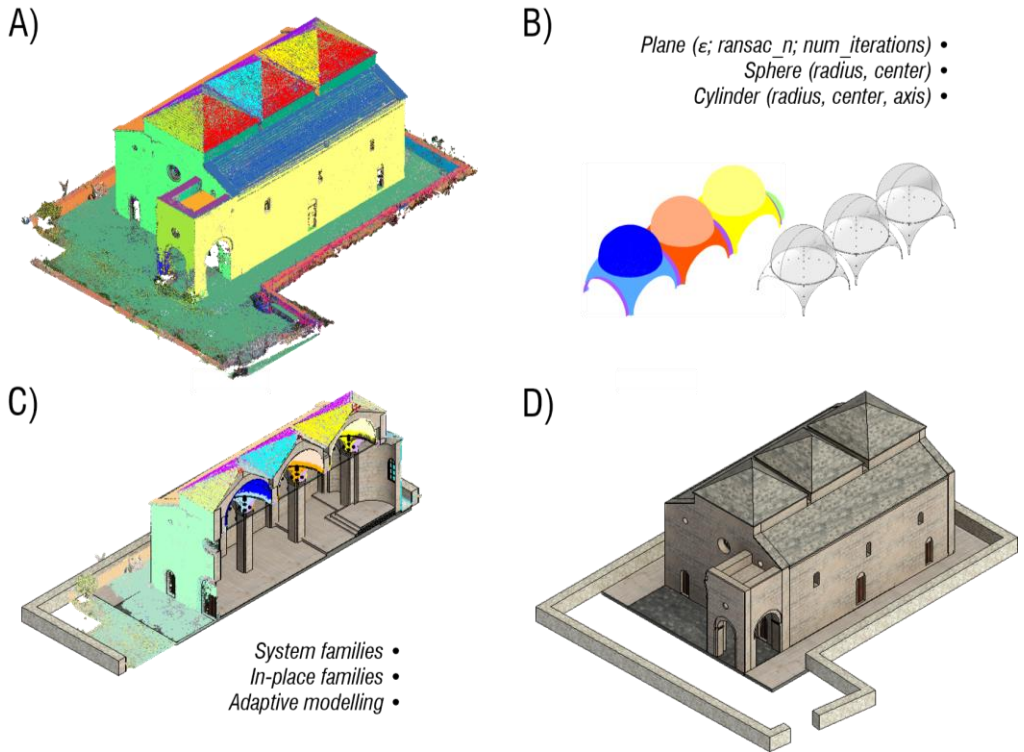 A)
B)
Plane (ε; ransac_n; num_iterations) •
Sphere (radius, center) •
Cylinder (radius, center, axis) •
C)
D)
System families •
In-place families •
Adaptive modelling •